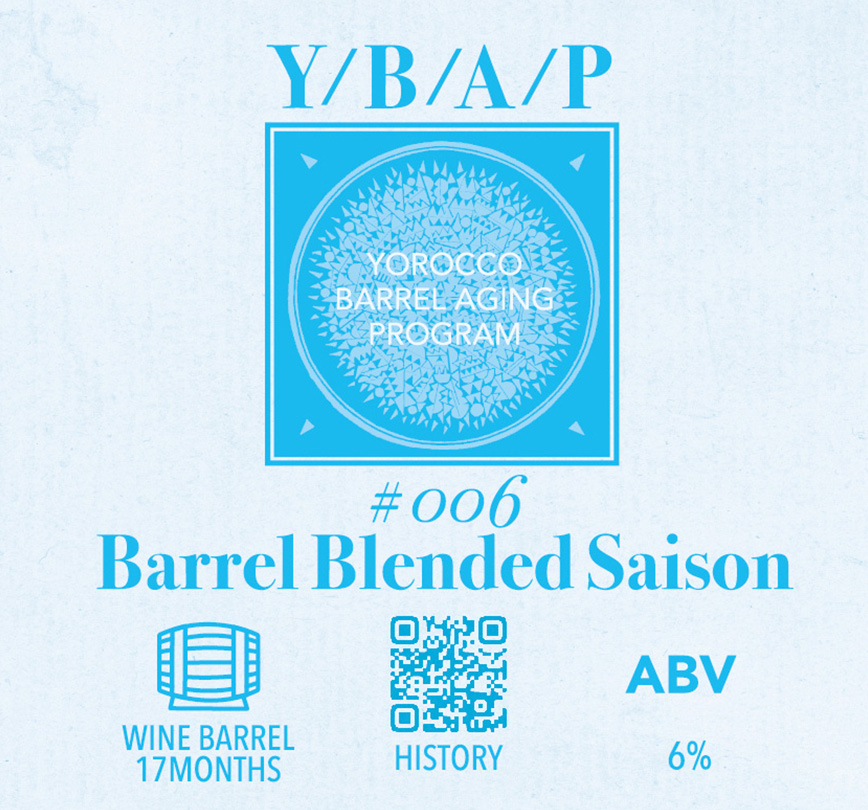 Y/B/A/P
YOROCCO
BARREL AGING
PROGRAM
#006
Barrel Blended Saison
WINE BARREL
17MONTHS
HISTORY
ABV
6%